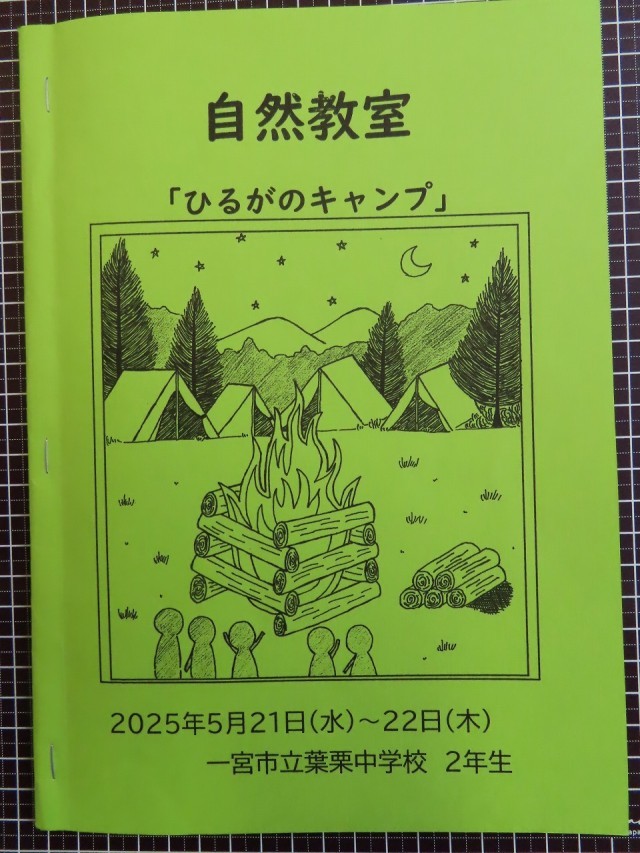 自然教室
「ひるがのキャンプ」
2025年5月21日(水)～22日(木)
一宮市立葉栗中学校 2年生